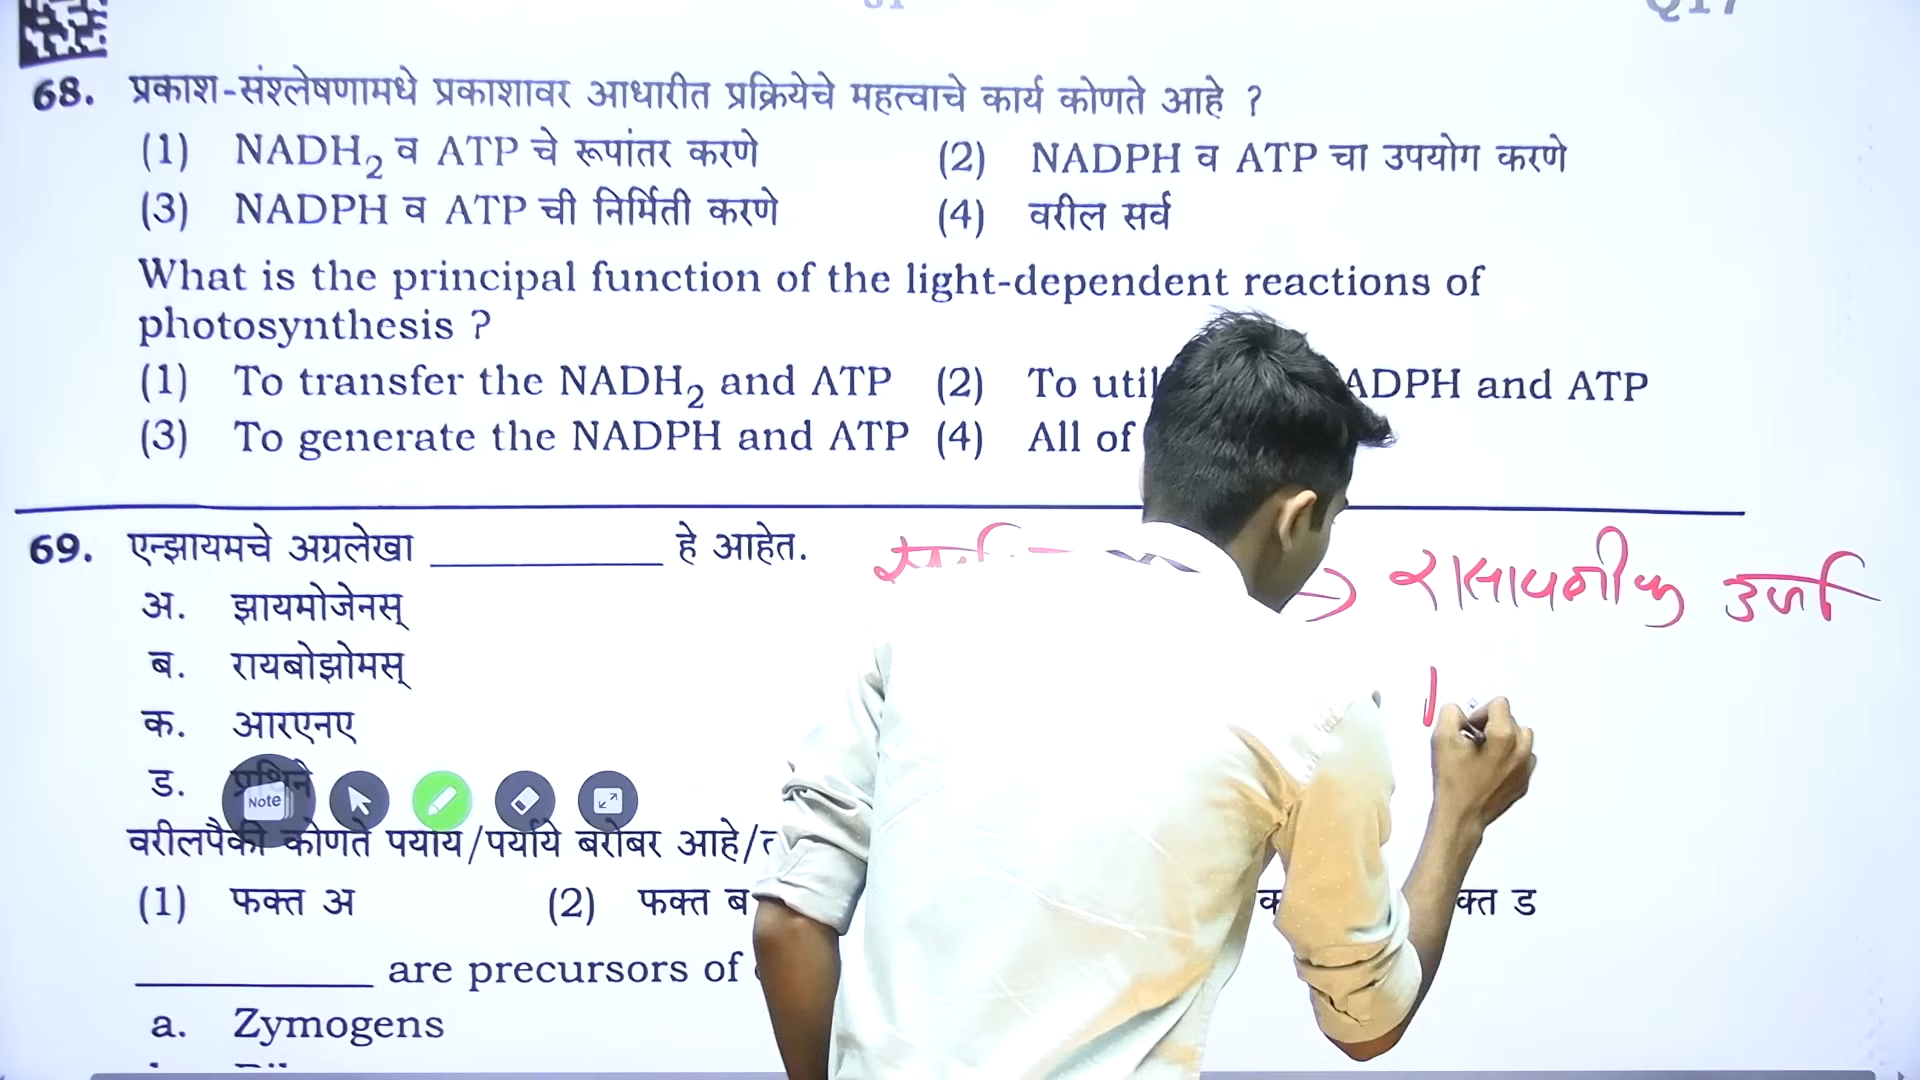 68. प्रकाश-संश्लेषणामधे प्रकाशावर आधारीत प्रक्रियेचे महत्वाचे कार्य कोणते आहे ?
(1) NADH₂ व ATP चे रूपांतर करणे (2) NADPH व ATP चा उपयोग करणे
(3) NADPH व ATP ची निर्मिती करणे (4) वरील सर्व
What is the principal function of the light-dependent reactions of
photosynthesis ?
(1) To transfer the NADH₂ and ATP (2) To ADPH and ATP
(3) To generate the NADPH and ATP (4) All of
69. एन्झायमचे अग्रलेखा __________ हे आहेत.
→ रासायनीक उर्जा
अ. झायमोजेनस्
ब. रायबोझोमस्
क. आरएनए
ड. प्रथिने
Note
वरीलपैकी कोणते पर्याय/पर्याये बरोबर आहे/
(1) फक्त अ (2) फक्त ब ड
__________ are precursors of
a. Zymogens